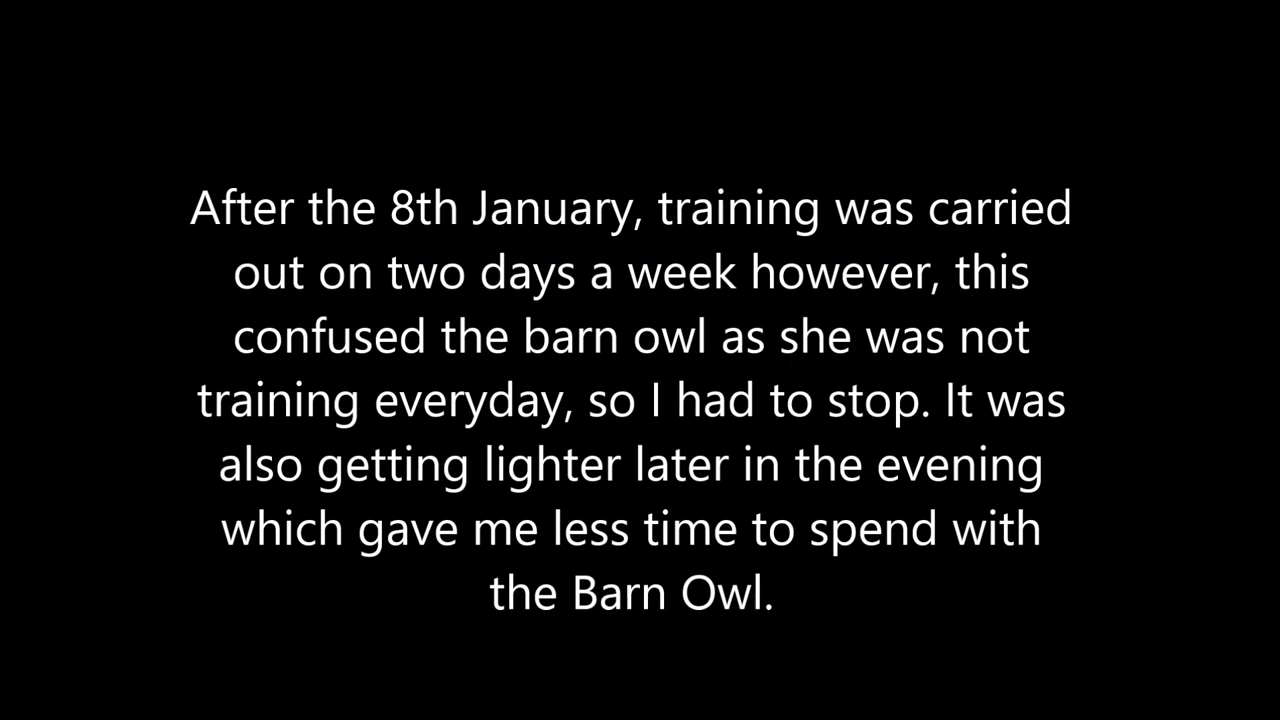 After the 8th January, training was carried
out on two days a week however, this
confused the barn owl as she was not
training everyday, so I had to stop. It was
also getting lighter later in the evening
which gave me less time to spend with
the Barn Owl.